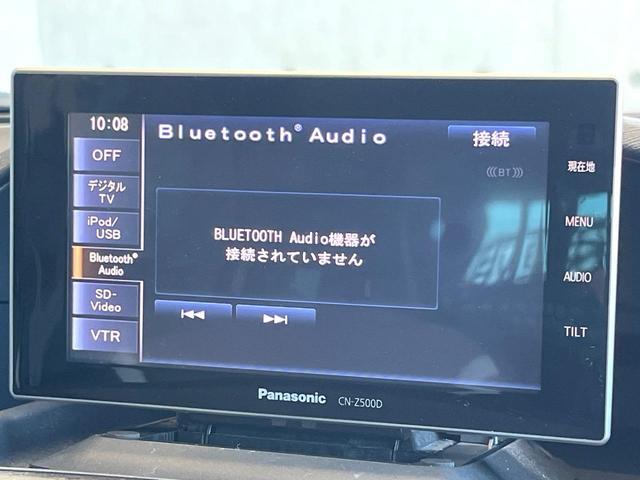 10:08
Bluetooth® Audio
接続
OFF
デジタル
TV
iPod/
USB
Bluetooth®
Audio
SD-
Video
VTR
BT
BLUETOOTH Audio機器が
接続されていません
現在地
MENU
AUDIO
TILT
Panasonic
CN-Z500D